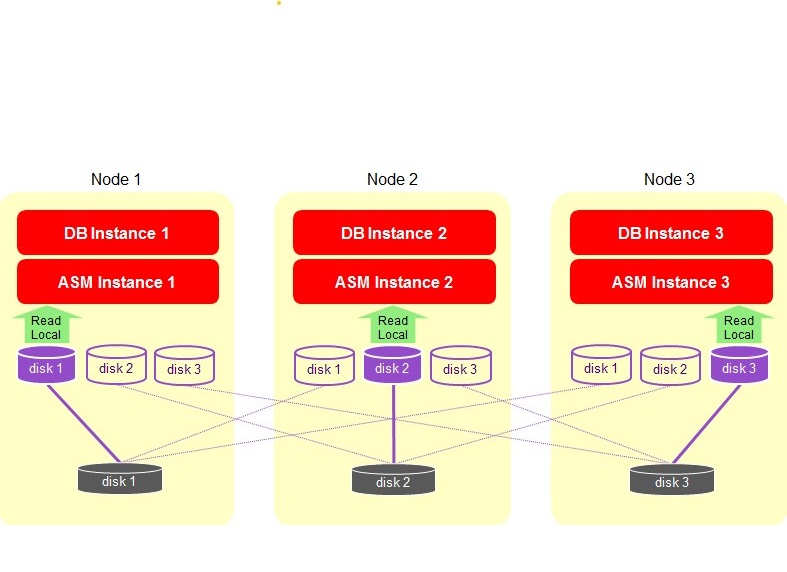 Node 1
Node 2
Node 3
DB Instance 1
DB Instance 2
DB Instance 3
ASM Instance 1
ASM Instance 2
ASM Instance 3
Read
Local
Read
Local
Read
Local
disk 1
disk 2
disk 3
disk 1
disk 2
disk 3
disk 1
disk 2
disk 3
disk 1
disk 2
disk 3